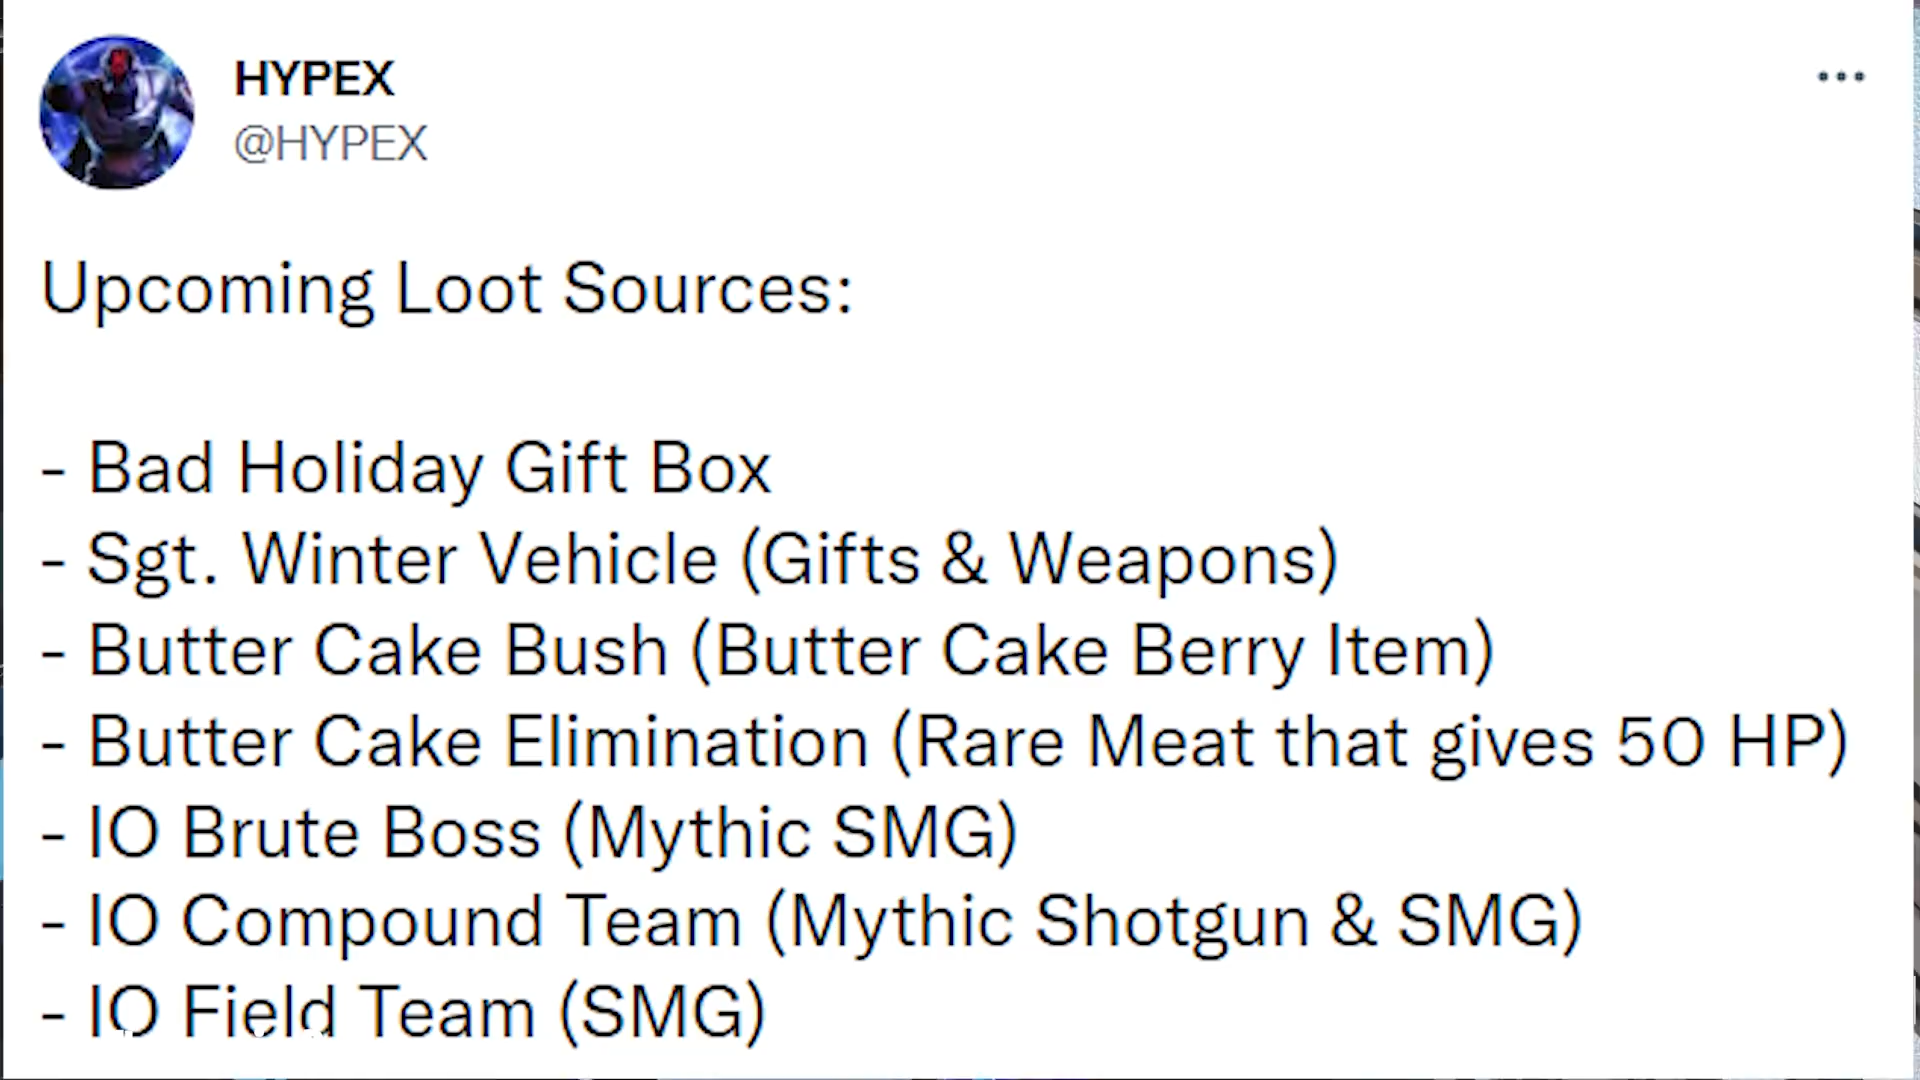 HYPEX
@HYPEX
Upcoming Loot Sources:
- Bad Holiday Gift Box
- Sgt. Winter Vehicle (Gifts & Weapons)
- Butter Cake Bush (Butter Cake Berry Item)
- Butter Cake Elimination (Rare Meat that gives 50 HP)
- IO Brute Boss (Mythic SMG)
- IO Compound Team (Mythic Shotgun & SMG)
- IO Field Team (SMG)